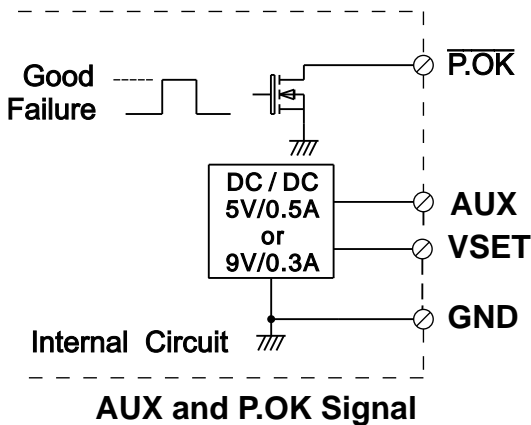 P.OK
Good
Failure
DC / DC
5V/0.5A
or
9V/0.3A
AUX
VSET
GND
Internal Circuit
AUX and P.OK Signal